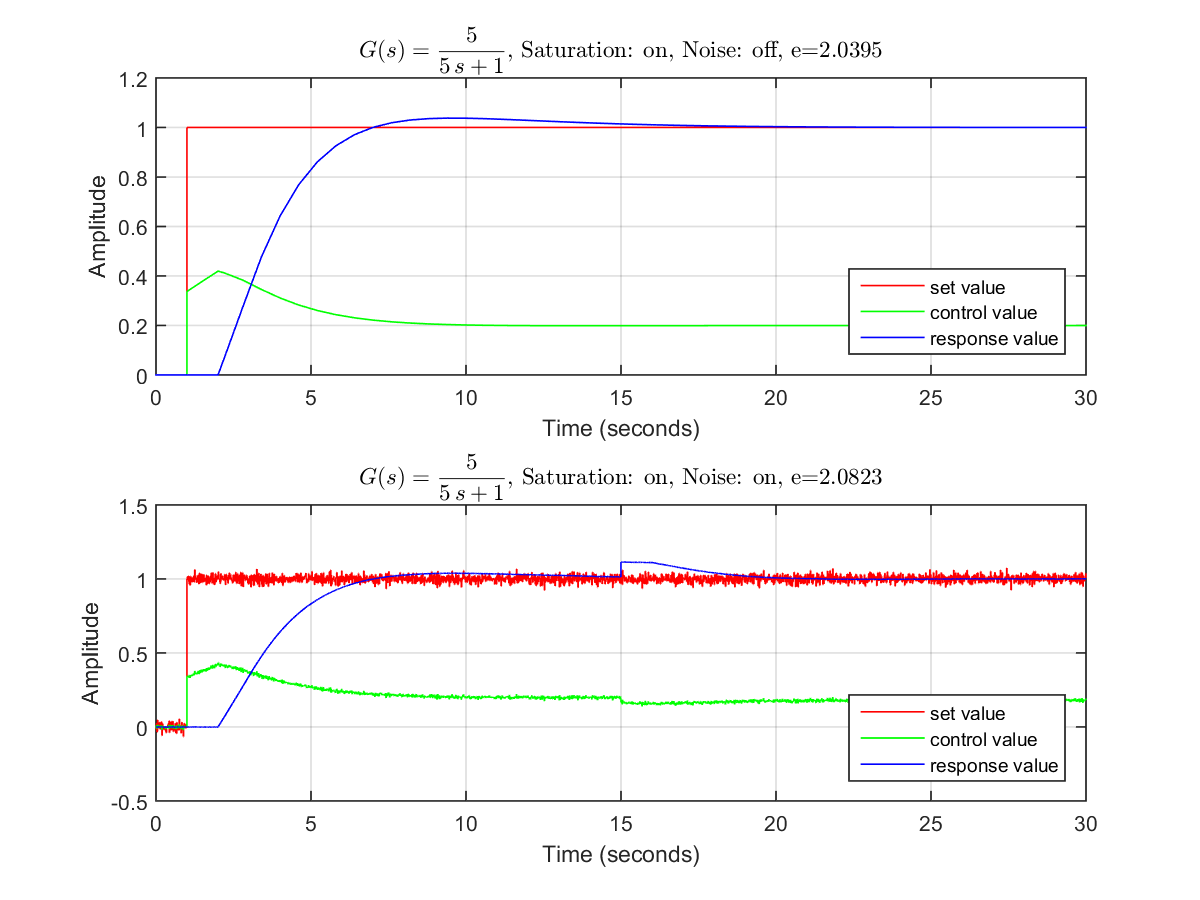 G(s) = 5/(5 s + 1), Saturation: on, Noise: off, e=2.0395
1.2
1
0.8
0.6
0.4
0.2
0
Amplitude
set value
control value
response value
0 5 10 15 20 25 30
Time (seconds)
G(s) = 5/(5 s + 1), Saturation: on, Noise: on, e=2.0823
1.5
1
0.5
0
-0.5
Amplitude
set value
control value
response value
0 5 10 15 20 25 30
Time (seconds)